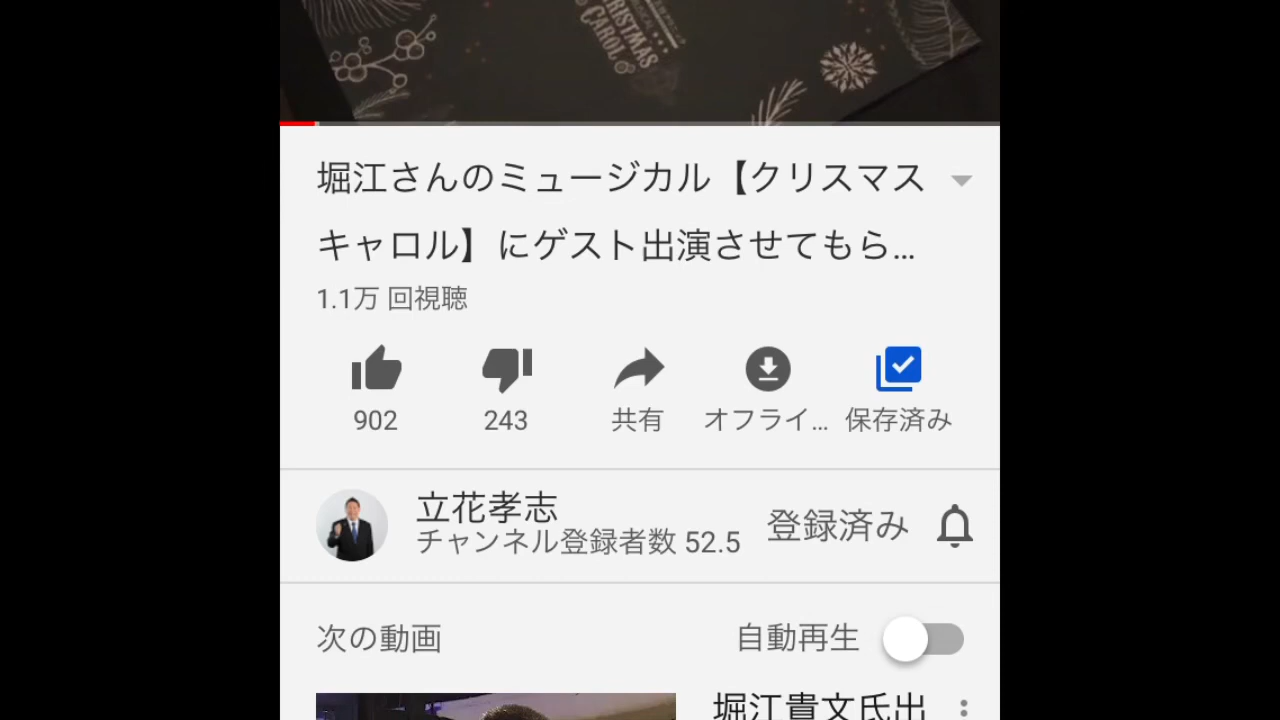 CHRISTMAS
CAROL
堀江さんのミュージカル【クリスマス
キャロル】にゲスト出演させてもら...
1.1万 回視聴
902
243
共有
オフライ...
保存済み
立花孝志
チャンネル登録者数 52.5
登録済み
次の動画
自動再生
堀江貴文氏出